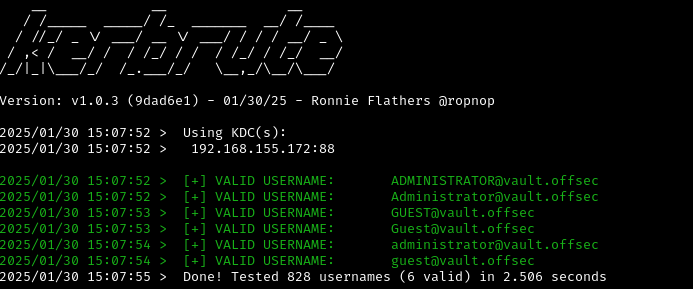 kerbrute
Version: v1.0.3 (9dad6e1) - 01/30/25 - Ronnie Flathers @ropnop
2025/01/30 15:07:52 > Using KDC(s):
2025/01/30 15:07:52 > 192.168.155.172:88
2025/01/30 15:07:52 > [+] VALID USERNAME: ADMINISTRATOR@vault.offsec
2025/01/30 15:07:52 > [+] VALID USERNAME: Administrator@vault.offsec
2025/01/30 15:07:53 > [+] VALID USERNAME: GUEST@vault.offsec
2025/01/30 15:07:53 > [+] VALID USERNAME: Guest@vault.offsec
2025/01/30 15:07:54 > [+] VALID USERNAME: administrator@vault.offsec
2025/01/30 15:07:54 > [+] VALID USERNAME: guest@vault.offsec
2025/01/30 15:07:55 > Done! Tested 828 usernames (6 valid) in 2.506 seconds